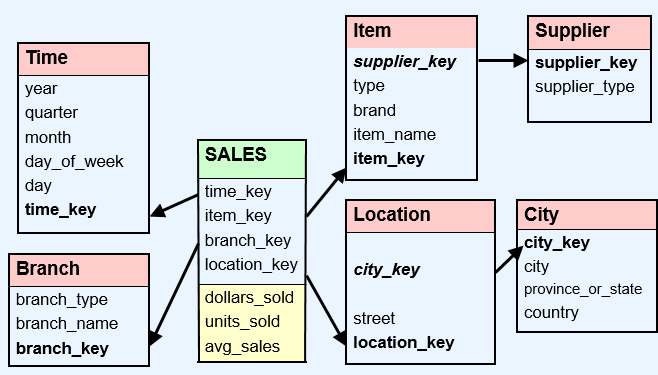 Time
year
quarter
month
day_of_week
day
time_key
Branch
branch_type
branch_name
branch_key
SALES
time_key
item_key
branch_key
location_key
dollars_sold
units_sold
avg_sales
Item
supplier_key
type
brand
item_name
item_key
Location
city_key
street
location_key
Supplier
supplier_key
supplier_type
City
city_key
city
province_or_state
country